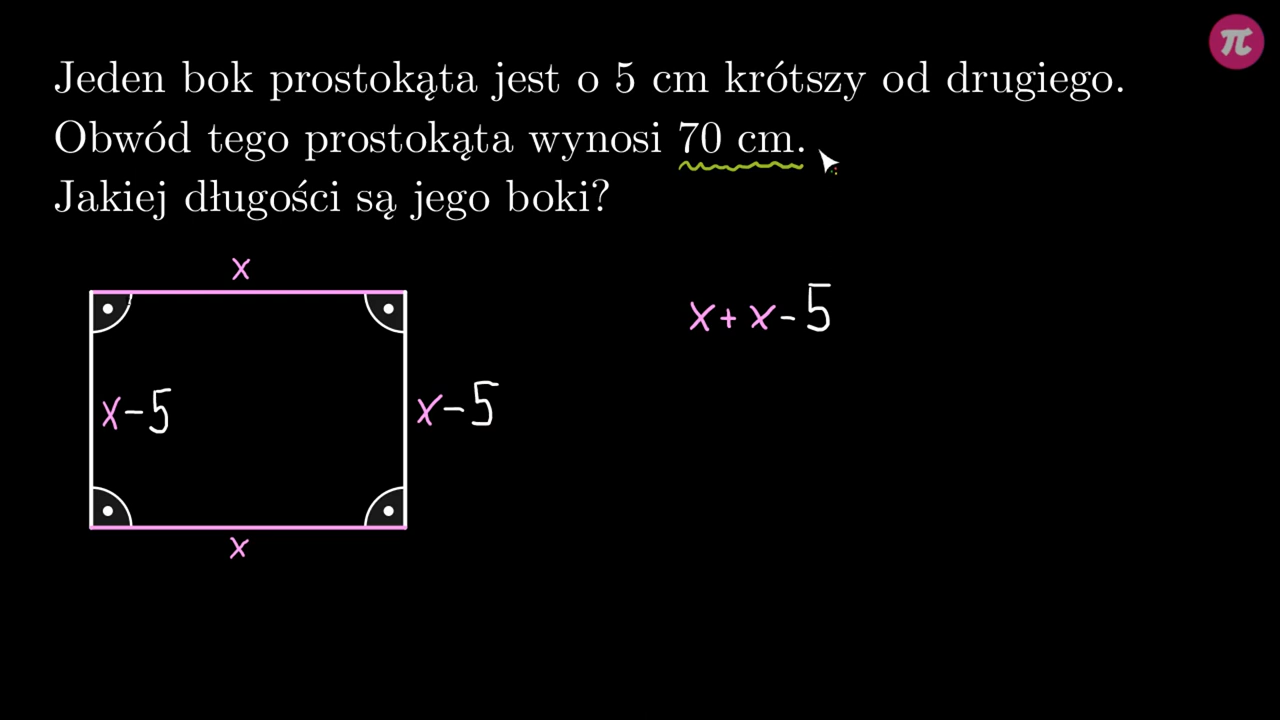 π
Jeden bok prostokąta jest o 5 cm krótszy od drugiego.
Obwód tego prostokąta wynosi 70 cm.
Jakiej długości są jego boki?
x
x+x-5
x-5
x-5
x